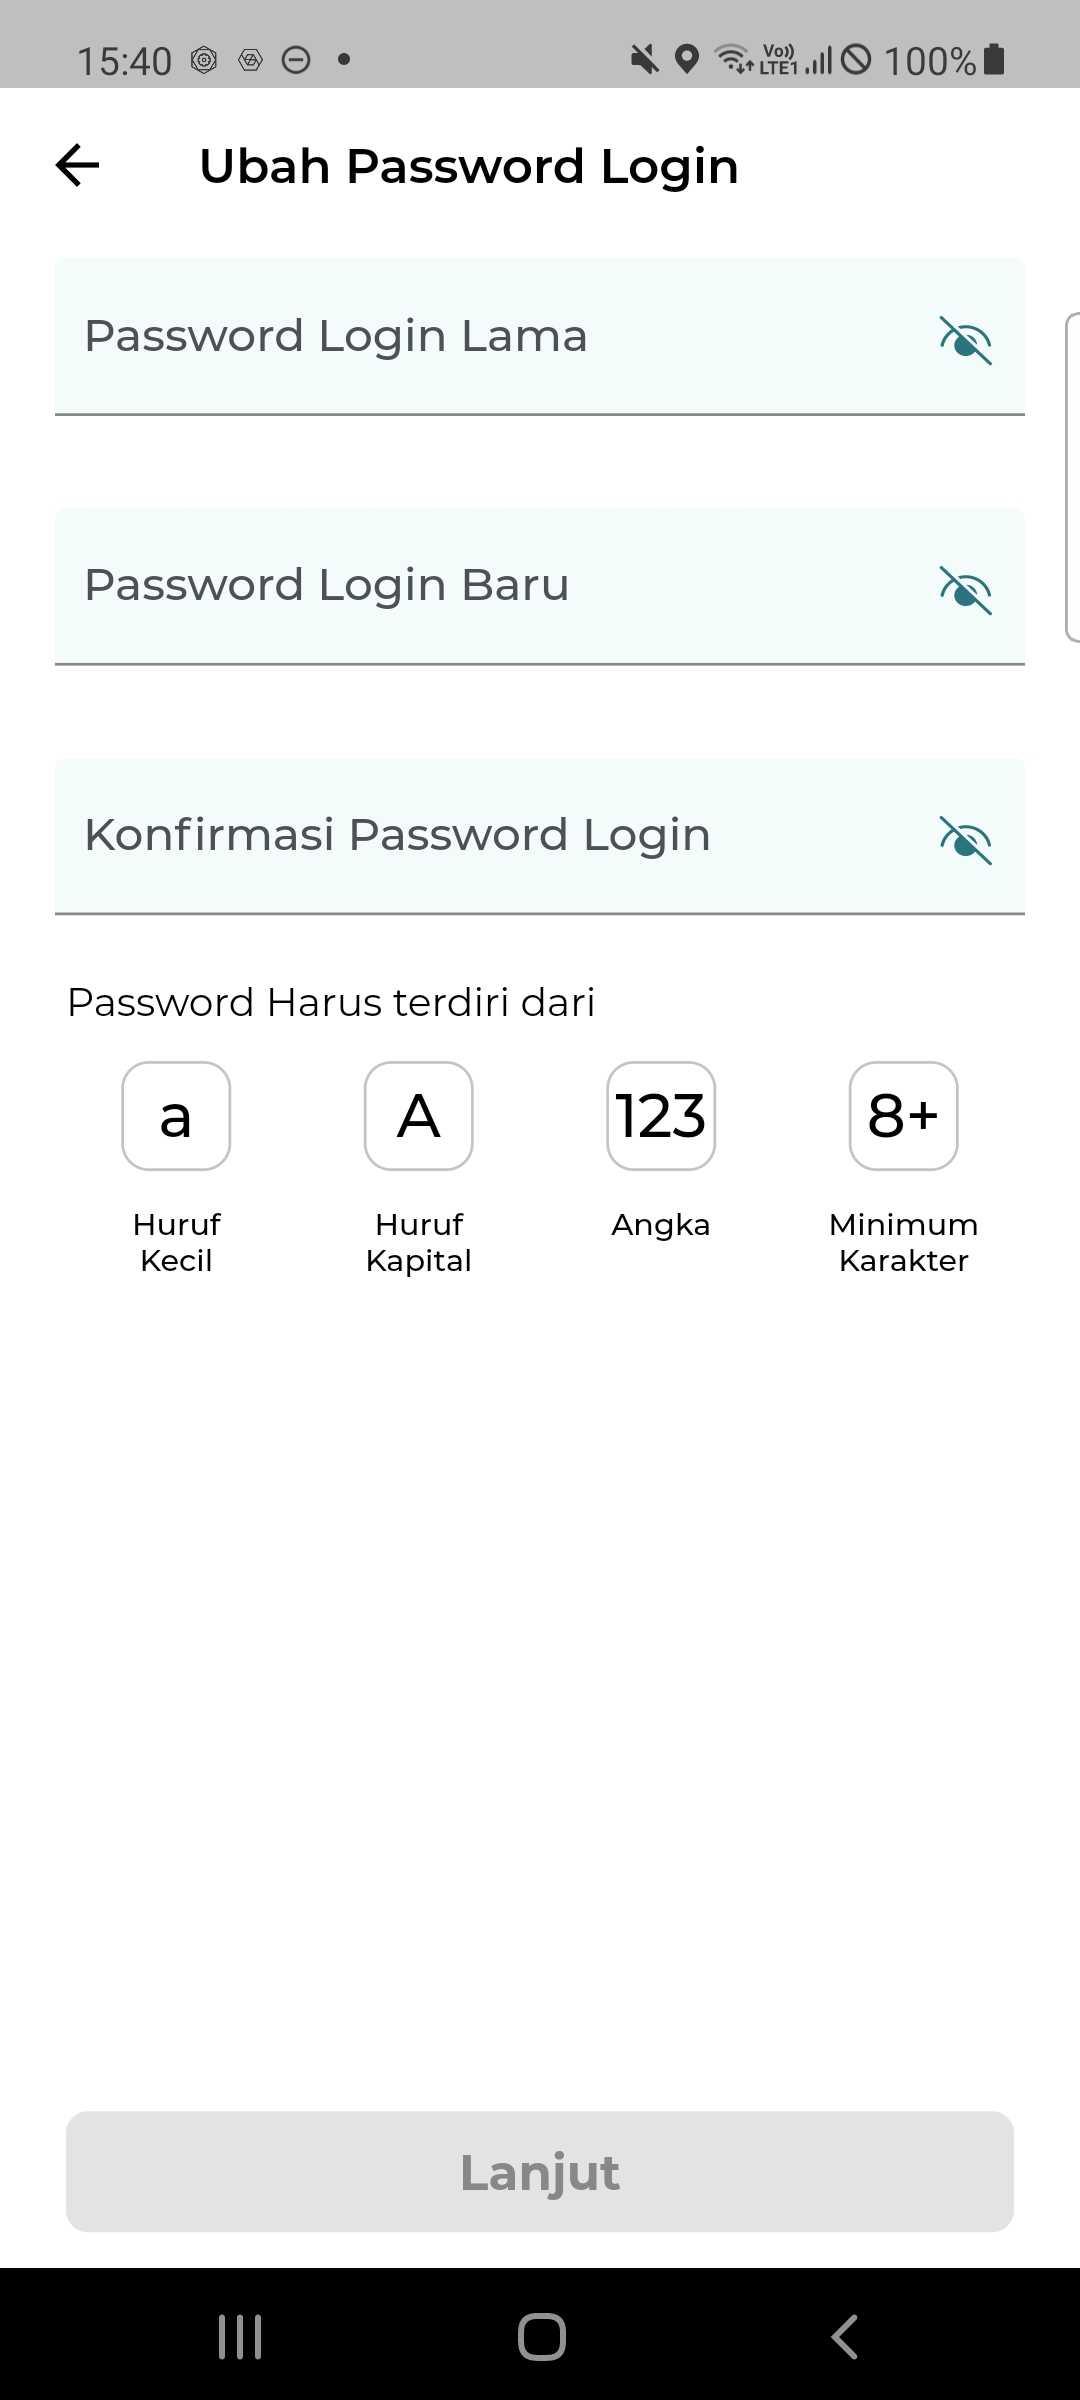 15:40
Vo)) LTE1 100%
Ubah Password Login
Password Login Lama
Password Login Baru
Konfirmasi Password Login
Password Harus terdiri dari
a A 123 8+
Huruf Kecil
Huruf Kapital
Angka
Minimum Karakter
Lanjut